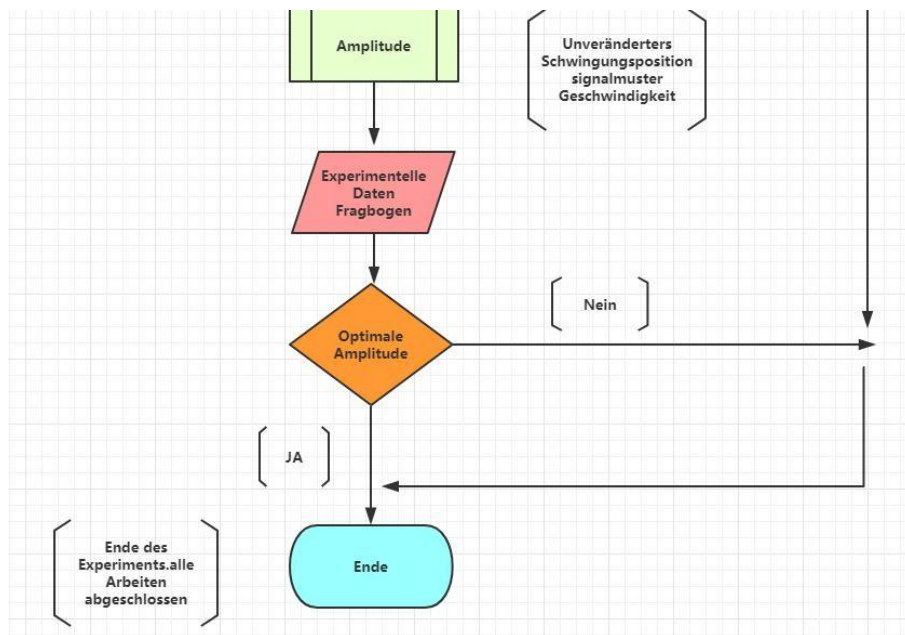 Amplitude
Unveränderters
Schwingungsposition
signalmuster
Geschwindigkeit
Experimentelle
Daten
Fragbogen
Nein
Optimale
Amplitude
JA
Ende des
Experiments.alle
Arbeiten
abgeschlossen
Ende